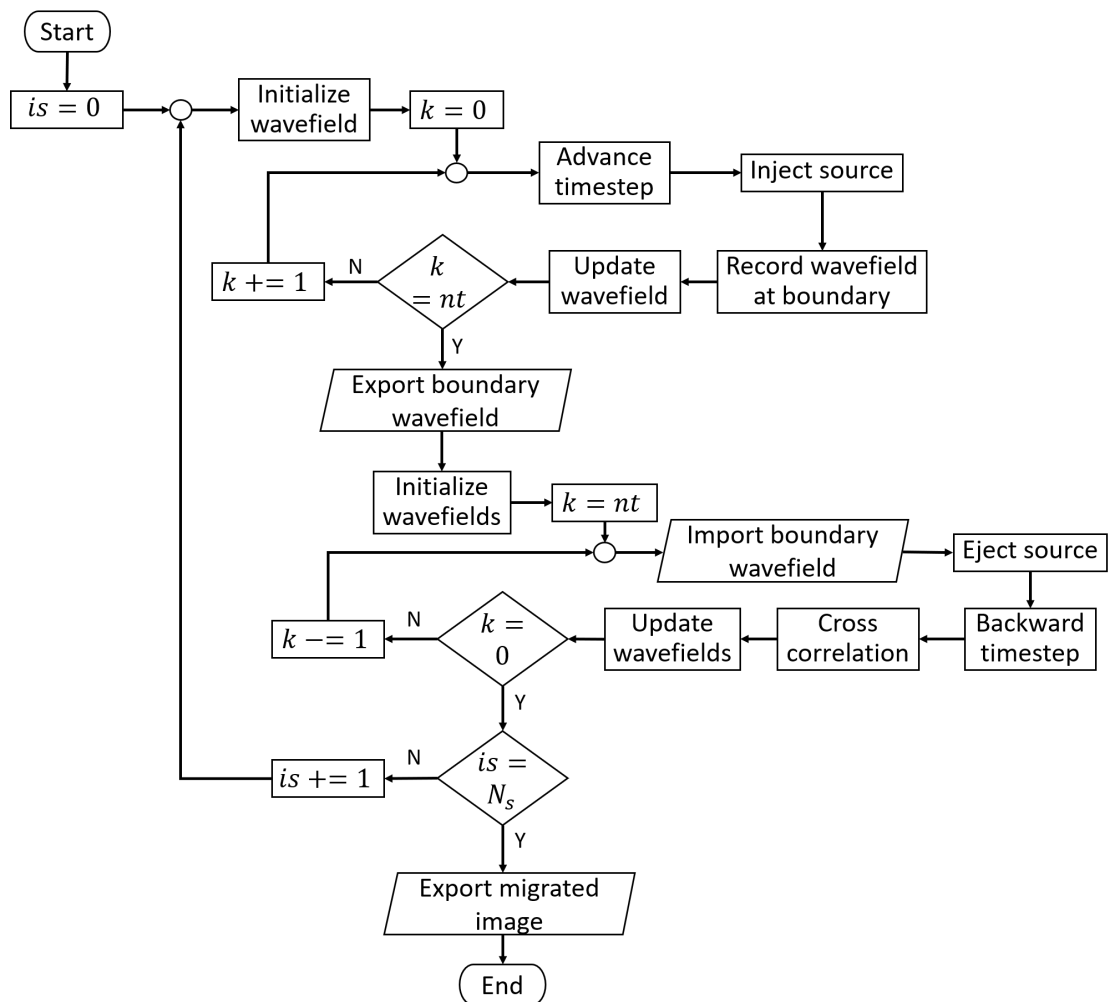 Start
is = 0
Initialize
wavefield
k = 0
Advance
timestep
Inject source
Record wavefield
at boundary
Update
wavefield
k
= nt
N
k += 1
Y
Export boundary
wavefield
Initialize
wavefields
k = nt
Import boundary
wavefield
Eject source
Backward
timestep
Cross
correlation
Update
wavefields
k =
0
N
k −= 1
Y
is =
Nₛ
N
is += 1
Y
Export migrated
image
End